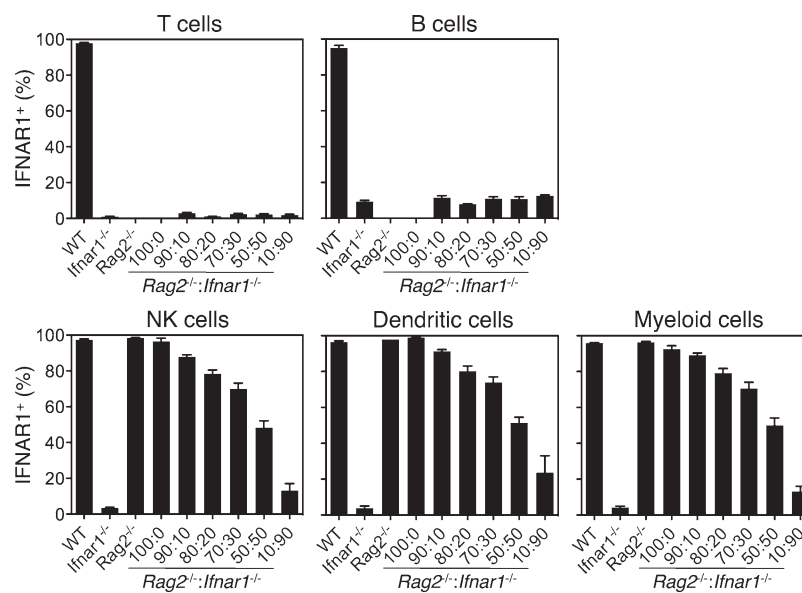 T cells
B cells
IFNAR1⁺ (%)
100
80
60
40
20
0
WT
Ifnar1⁻/⁻
Rag2⁻/⁻
100:0
90:10
80:20
70:30
50:50
10:90
Rag2⁻/⁻:Ifnar1⁻/⁻
WT
Ifnar1⁻/⁻
Rag2⁻/⁻
100:0
90:10
80:20
70:30
50:50
10:90
Rag2⁻/⁻:Ifnar1⁻/⁻
NK cells
Dendritic cells
Myeloid cells
IFNAR1⁺ (%)
100
80
60
40
20
0
WT
Ifnar1⁻/⁻
Rag2⁻/⁻
100:0
90:10
80:20
70:30
50:50
10:90
Rag2⁻/⁻:Ifnar1⁻/⁻
WT
Ifnar1⁻/⁻
Rag2⁻/⁻
100:0
90:10
80:20
70:30
50:50
10:90
Rag2⁻/⁻:Ifnar1⁻/⁻
WT
Ifnar1⁻/⁻
Rag2⁻/⁻
100:0
90:10
80:20
70:30
50:50
10:90
Rag2⁻/⁻:Ifnar1⁻/⁻